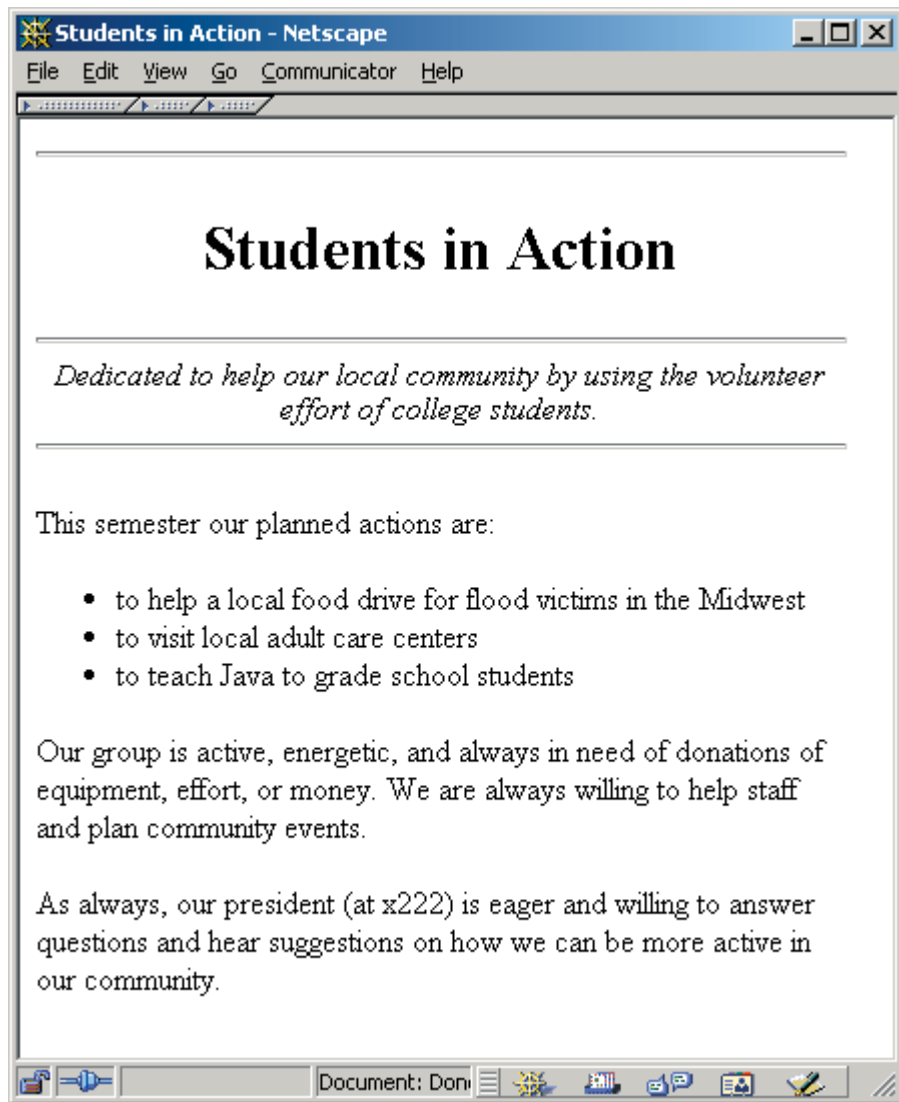 Students in Action - Netscape
File Edit View Go Communicator Help
Students in Action
Dedicated to help our local community by using the volunteer
effort of college students.
This semester our planned actions are:
• to help a local food drive for flood victims in the Midwest
• to visit local adult care centers
• to teach Java to grade school students
Our group is active, energetic, and always in need of donations of
equipment, effort, or money. We are always willing to help staff
and plan community events.
As always, our president (at x222) is eager and willing to answer
questions and hear suggestions on how we can be more active in
our community.
Document: Don